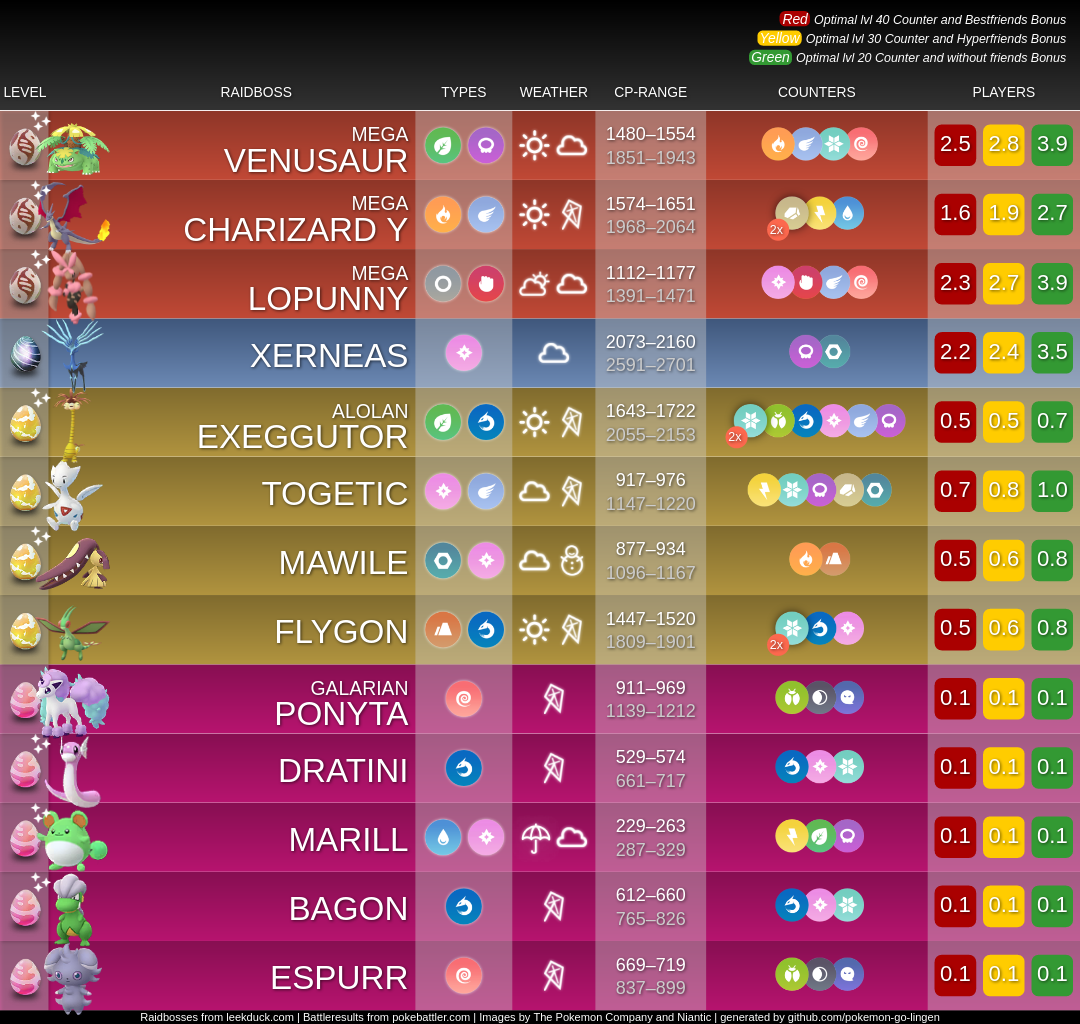 Red Optimal lvl 40 Counter and Bestfriends Bonus
Yellow Optimal lvl 30 Counter and Hyperfriends Bonus
Green Optimal lvl 20 Counter and without friends Bonus
LEVEL RAIDBOSS TYPES WEATHER CP-RANGE COUNTERS PLAYERS
MEGA
VENUSAUR
1480–1554
1851–1943
2.5 2.8 3.9
MEGA
CHARIZARD Y
1574–1651
1968–2064
2x
1.6 1.9 2.7
MEGA
LOPUNNY
1112–1177
1391–1471
2.3 2.7 3.9
XERNEAS
2073–2160
2591–2701
2.2 2.4 3.5
ALOLAN
EXEGGUTOR
1643–1722
2055–2153
2x
0.5 0.5 0.7
TOGETIC
917–976
1147–1220
0.7 0.8 1.0
MAWILE
877–934
1096–1167
0.5 0.6 0.8
FLYGON
1447–1520
1809–1901
2x
0.5 0.6 0.8
GALARIAN
PONYTA
911–969
1139–1212
0.1 0.1 0.1
DRATINI
529–574
661–717
0.1 0.1 0.1
MARILL
229–263
287–329
0.1 0.1 0.1
BAGON
612–660
765–826
0.1 0.1 0.1
ESPURR
669–719
837–899
0.1 0.1 0.1
Raidbosses from leekduck.com | Battleresults from pokebattler.com | Images by The Pokemon Company and Niantic | generated by github.com/pokemon-go-lingen